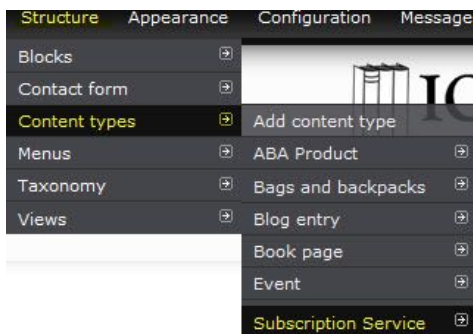 Structure Appearance Configuration Message
Blocks
Contact form
Content types
Menus
Taxonomy
Views
IC
Add content type
ABA Product
Bags and backpacks
Blog entry
Book page
Event
Subscription Service